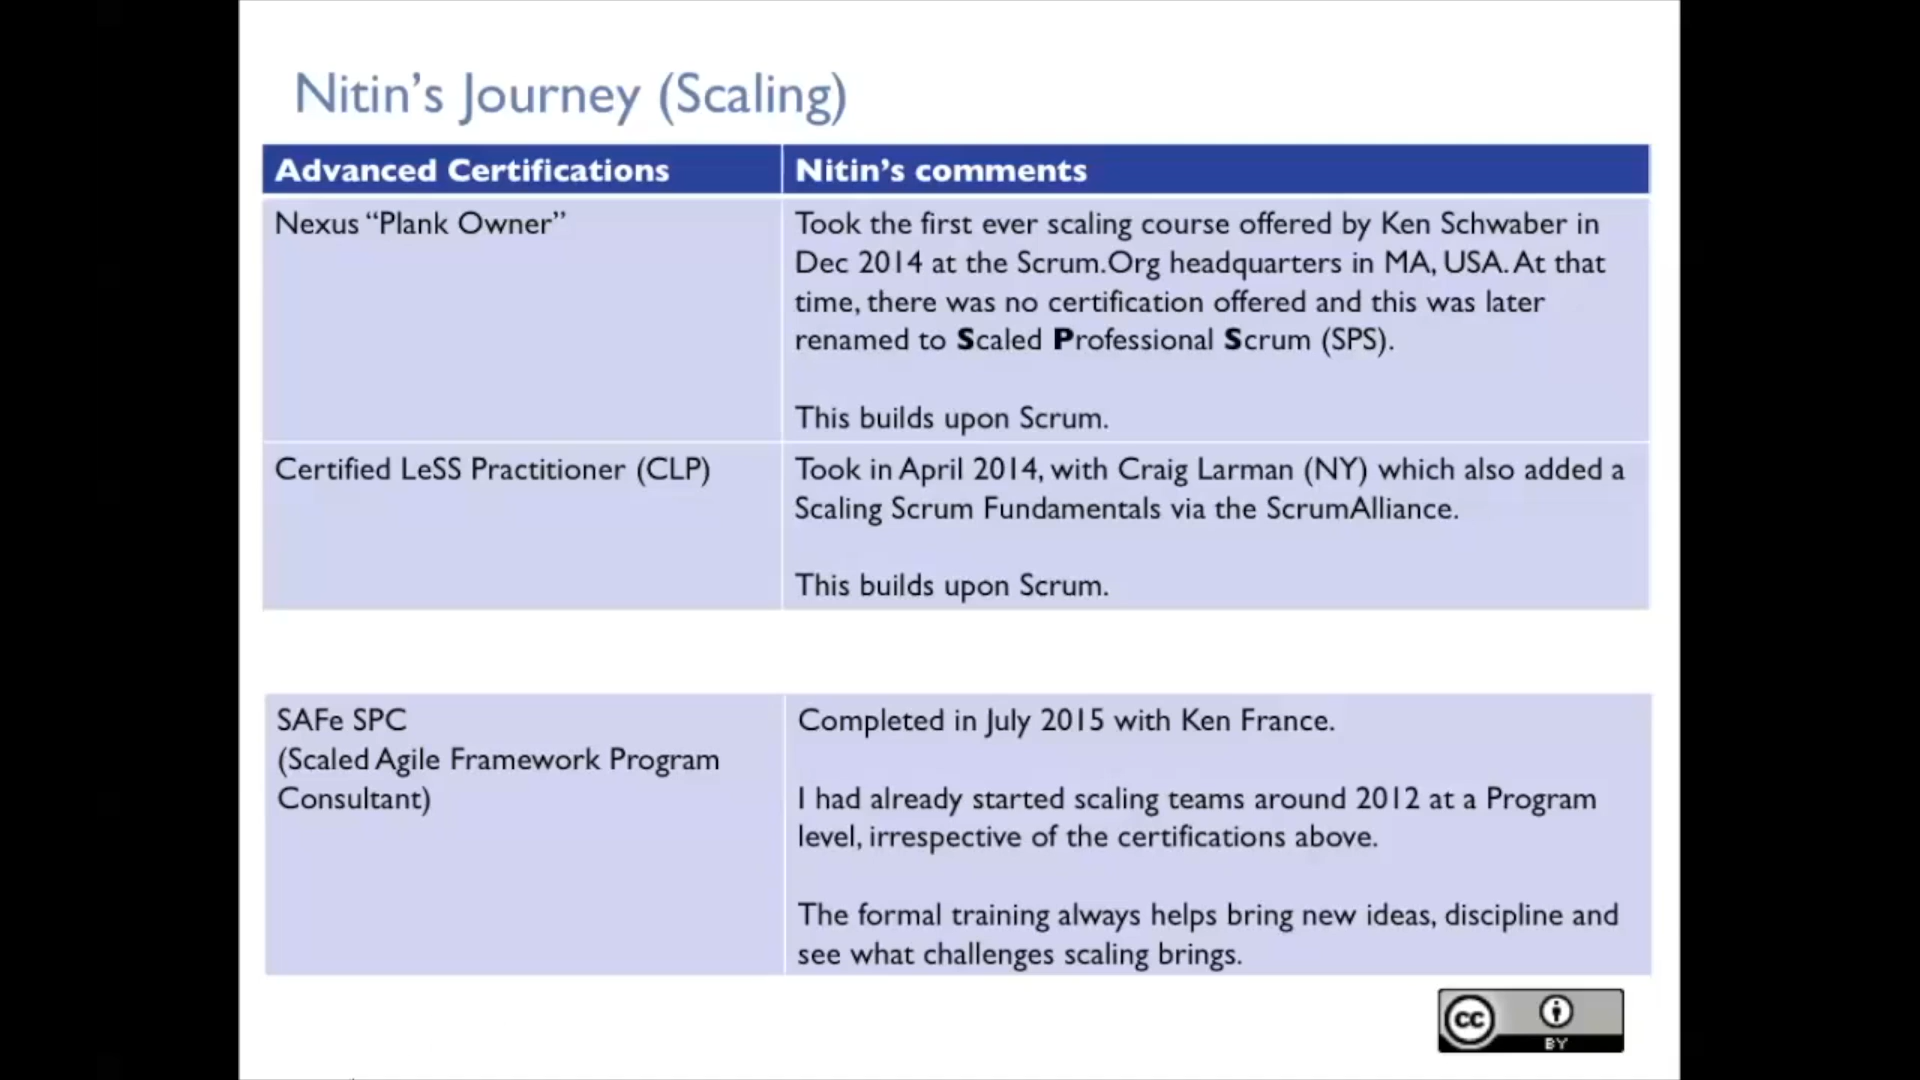 Nitin’s Journey (Scaling)
Advanced Certifications
Nitin’s comments
Nexus “Plank Owner”
Took the first ever scaling course offered by Ken Schwaber in
Dec 2014 at the Scrum.Org headquarters in MA, USA. At that
time, there was no certification offered and this was later
renamed to Scaled Professional Scrum (SPS).
This builds upon Scrum.
Certified LeSS Practitioner (CLP)
Took in April 2014, with Craig Larman (NY) which also added a
Scaling Scrum Fundamentals via the ScrumAlliance.
This builds upon Scrum.
SAFe SPC
(Scaled Agile Framework Program
Consultant)
Completed in July 2015 with Ken France.
I had already started scaling teams around 2012 at a Program
level, irrespective of the certifications above.
The formal training always helps bring new ideas, discipline and
see what challenges scaling brings.
cc
BY